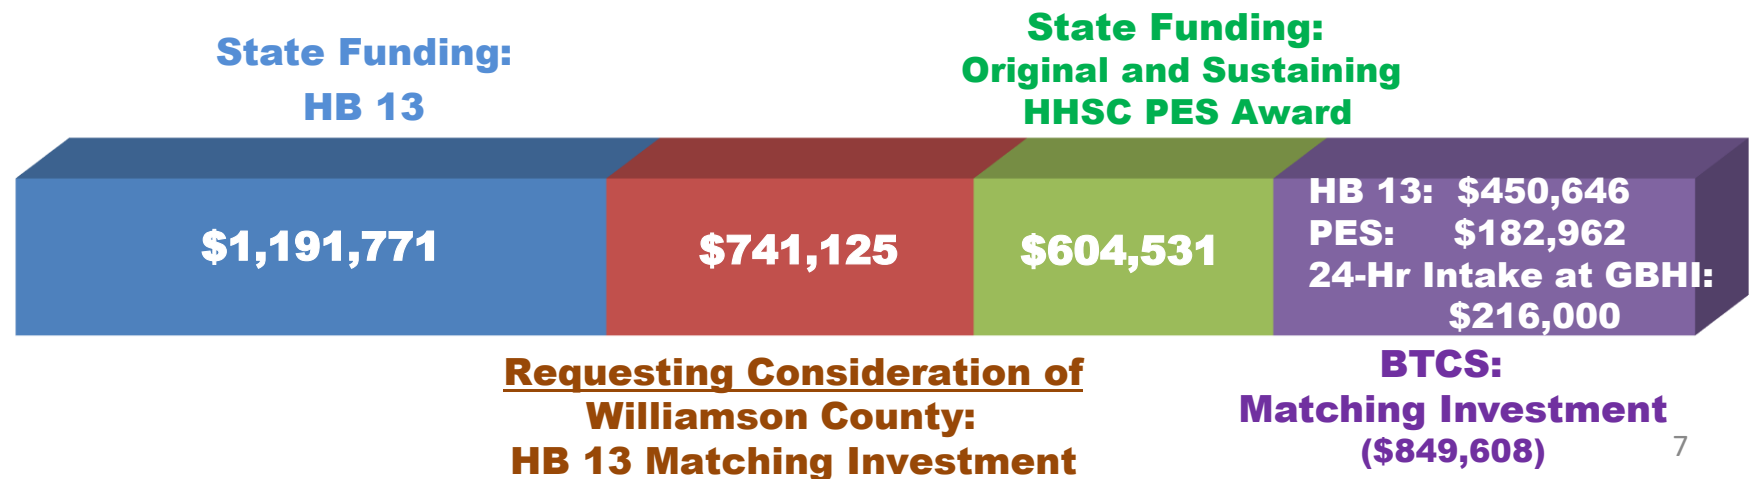 State Funding:
HB 13
State Funding:
Original and Sustaining
HHSC PES Award
$1,191,771
$741,125
$604,531
HB 13: $450,646
PES: $182,962
24-Hr Intake at GBHI:
$216,000
Requesting Consideration of
Williamson County:
HB 13 Matching Investment
BTCS:
Matching Investment
($849,608)
7